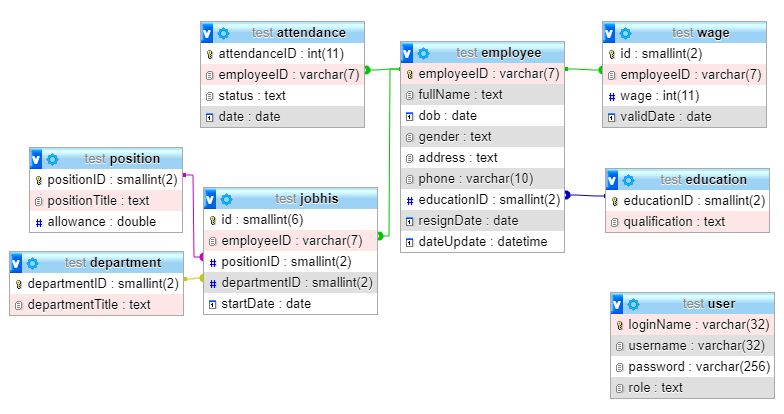 test attendance
attendanceID : int(11)
employeeID : varchar(7)
status : text
date : date
test employee
employeeID : varchar(7)
fullName : text
dob : date
gender : text
address : text
phone : varchar(10)
educationID : smallint(2)
resignDate : date
dateUpdate : datetime
test wage
id : smallint(2)
employeeID : varchar(7)
wage : int(11)
validDate : date
test position
positionID : smallint(2)
positionTitle : text
allowance : double
test jobhis
id : smallint(6)
employeeID : varchar(7)
positionID : smallint(2)
departmentID : smallint(2)
startDate : date
test education
educationID : smallint(2)
qualification : text
test department
departmentID : smallint(2)
departmentTitle : text
test user
loginName : varchar(32)
username : varchar(32)
password : varchar(256)
role : text